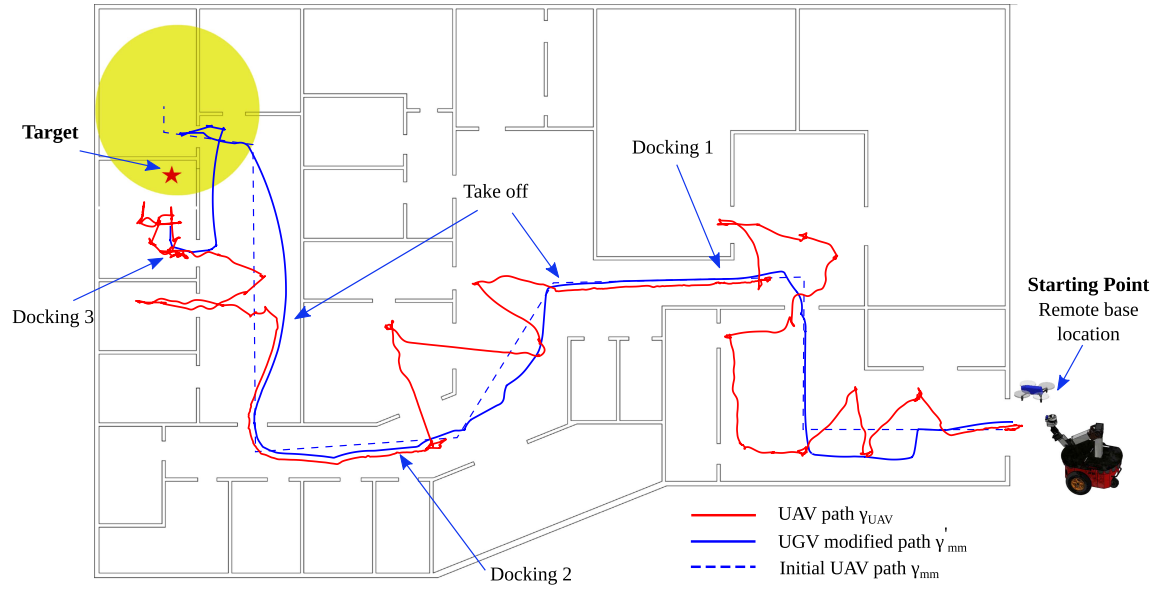 Docking 1
Target
Take off
Starting Point
Remote base
location
Docking 3
UAV path γUAV
UGV modified path γ'mm
Docking 2
Initial UAV path γmm